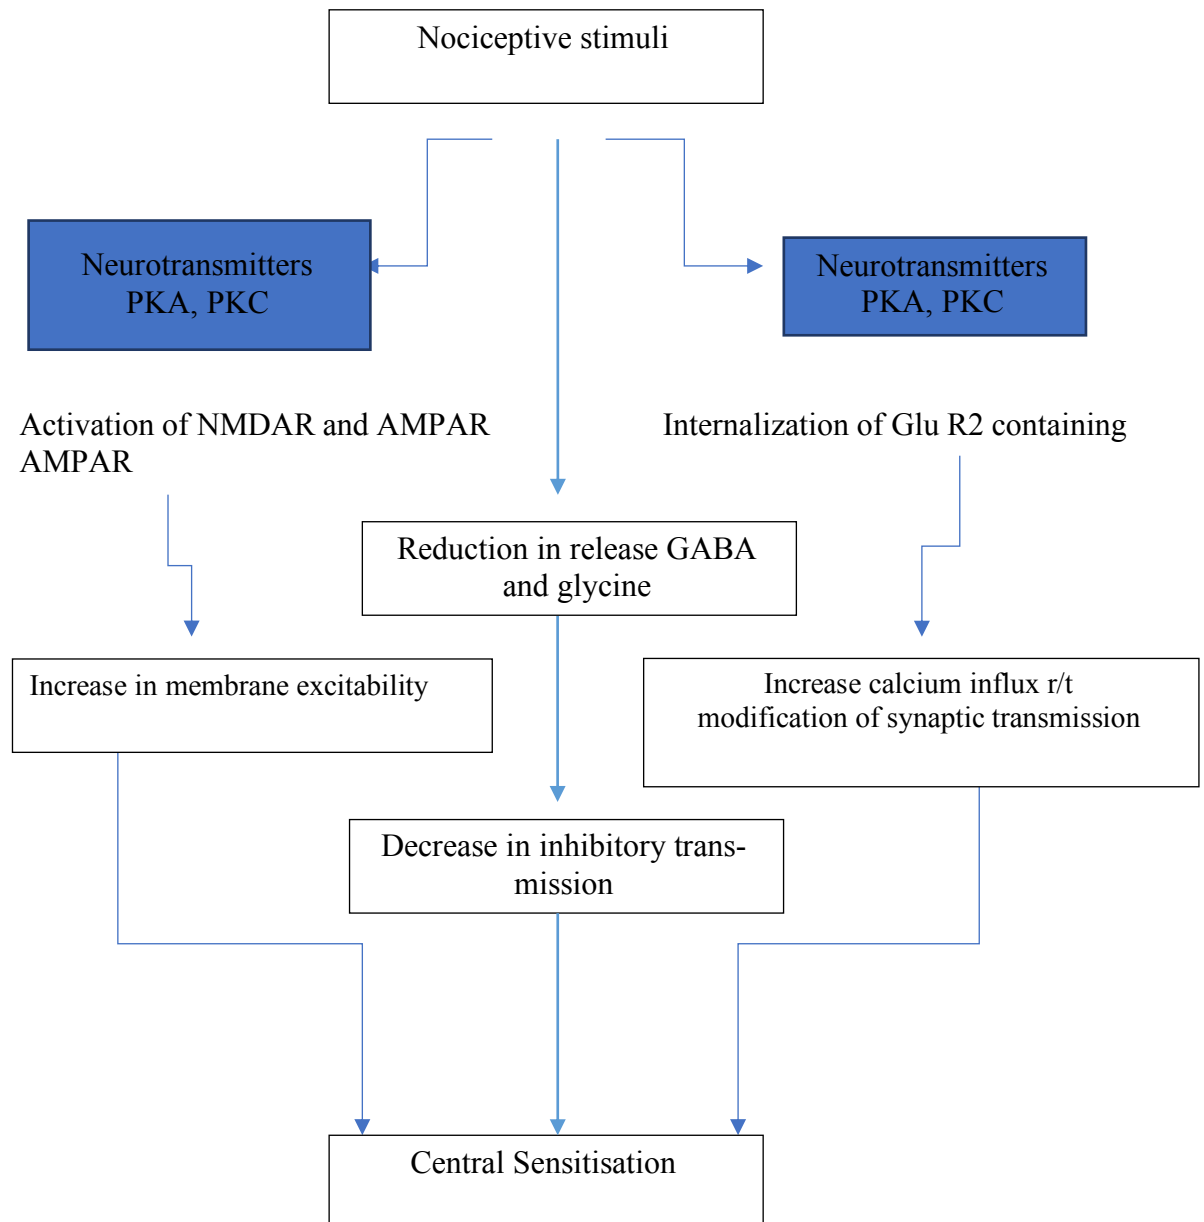 Nociceptive stimuli
Neurotransmitters
PKA, PKC
Neurotransmitters
PKA, PKC
Activation of NMDAR and AMPAR
AMPAR
Internalization of Glu R2 containing
Reduction in release GABA
and glycine
Increase in membrane excitability
Increase calcium influx r/t
modification of synaptic transmission
Decrease in inhibitory trans-
mission
Central Sensitisation